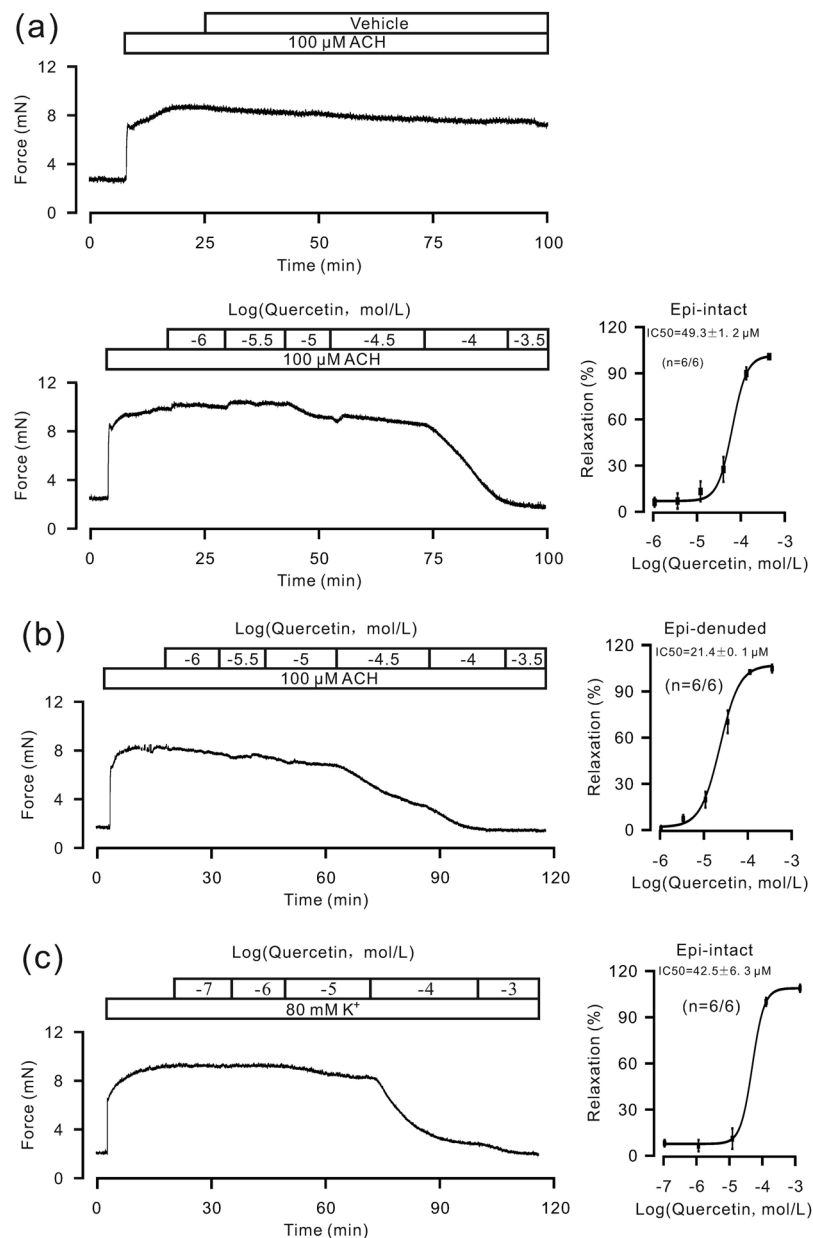 (a)
Vehicle
100 µM ACH
12
8
4
0
Force (mN)
0 25 50 75 100
Time (min)
Log(Quercetin, mol/L)
-6 -5.5 -5 -4.5 -4 -3.5
100 µM ACH
12
8
4
0
Force (mN)
0 25 50 75 100
Time (min)
Epi-intact
IC50=49.3±1.2 µM
(n=6/6)
120
90
60
30
0
Relaxation (%)
-6 -5 -4 -3
Log(Quercetin, mol/L)
(b)
Log(Quercetin, mol/L)
-6 -5.5 -5 -4.5 -4 -3.5
100 µM ACH
12
8
4
0
Force (mN)
0 30 60 90 120
Time (min)
Epi-denuded
IC50=21.4±0.1 µM
(n=6/6)
120
90
60
30
0
Relaxation (%)
-6 -5 -4 -3
Log(Quercetin, mol/L)
(c)
Log(Quercetin, mol/L)
-7 -6 -5 -4 -3
80 mM K⁺
12
8
4
0
Force (mN)
0 30 60 90 120
Time (min)
Epi-intact
IC50=42.5±6.3 µM
(n=6/6)
120
90
60
30
0
Relaxation (%)
-7 -6 -5 -4 -3
Log(Quercetin, mol/L)